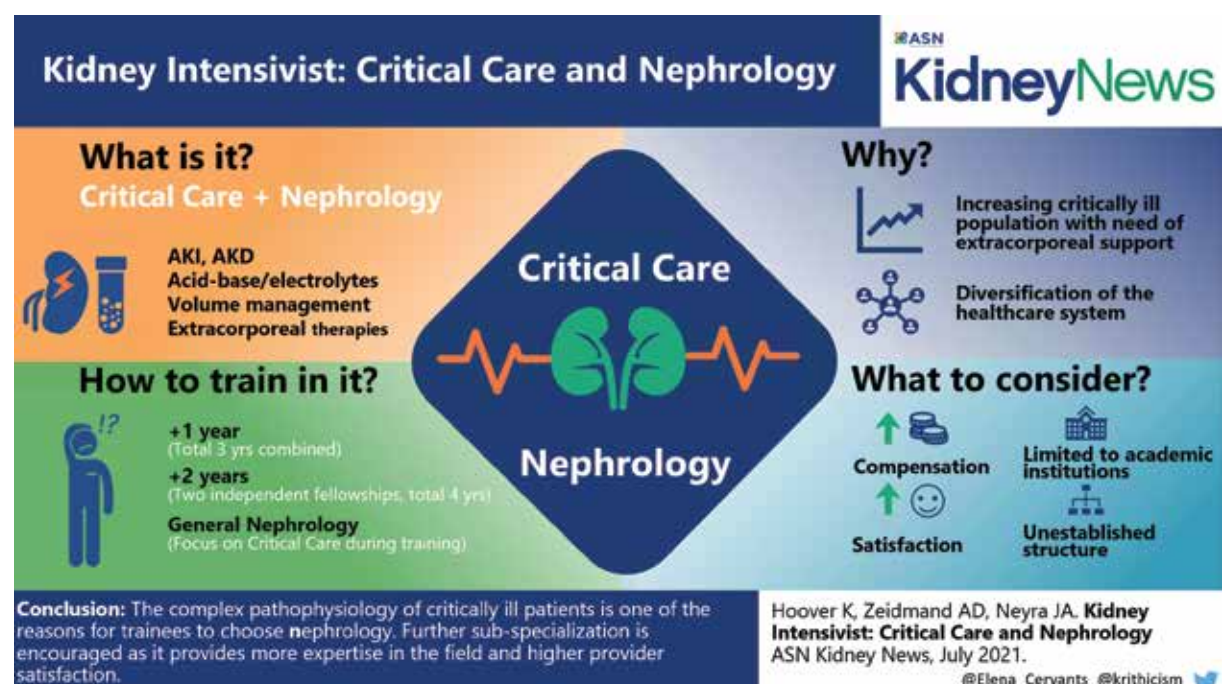 Kidney Intensivist: Critical Care and Nephrology
ASN
KidneyNews
What is it?
Critical Care + Nephrology
AKI, AKD
Acid-base/electrolytes
Volume management
Extracorporeal therapies
How to train in it?
!?
+1 year
(Total 3 yrs combined)
+2 years
(Two independent fellowships, total 4 yrs)
General Nephrology
(Focus on Critical Care during training)
Critical Care
Nephrology
Why?
Increasing critically ill
population with need of
extracorporeal support
Diversification of the
healthcare system
What to consider?
Compensation
Limited to academic
institutions
Satisfaction
Unestablished
structure
Conclusion: The complex pathophysiology of critically ill patients is one of the
reasons for trainees to choose nephrology. Further sub-specialization is
encouraged as it provides more expertise in the field and higher provider
satisfaction.
Hoover K, Zeidmand AD, Neyra JA. Kidney
Intensivist: Critical Care and Nephrology
ASN Kidney News, July 2021.
@Elena_Cervants @krithicism